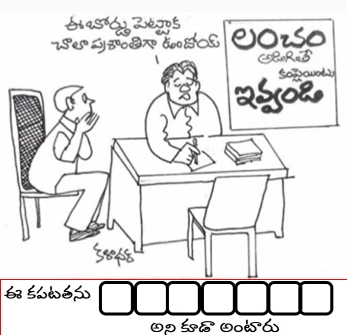 ఈ బోర్డు పెట్టాక
చాలా ప్రశాంతిగా ఉందోయ్
లంచం
అడిగితే
కంప్లైయింటు
ఇవ్వండి
ఈ కపటతను
అని కూడా అంటారు